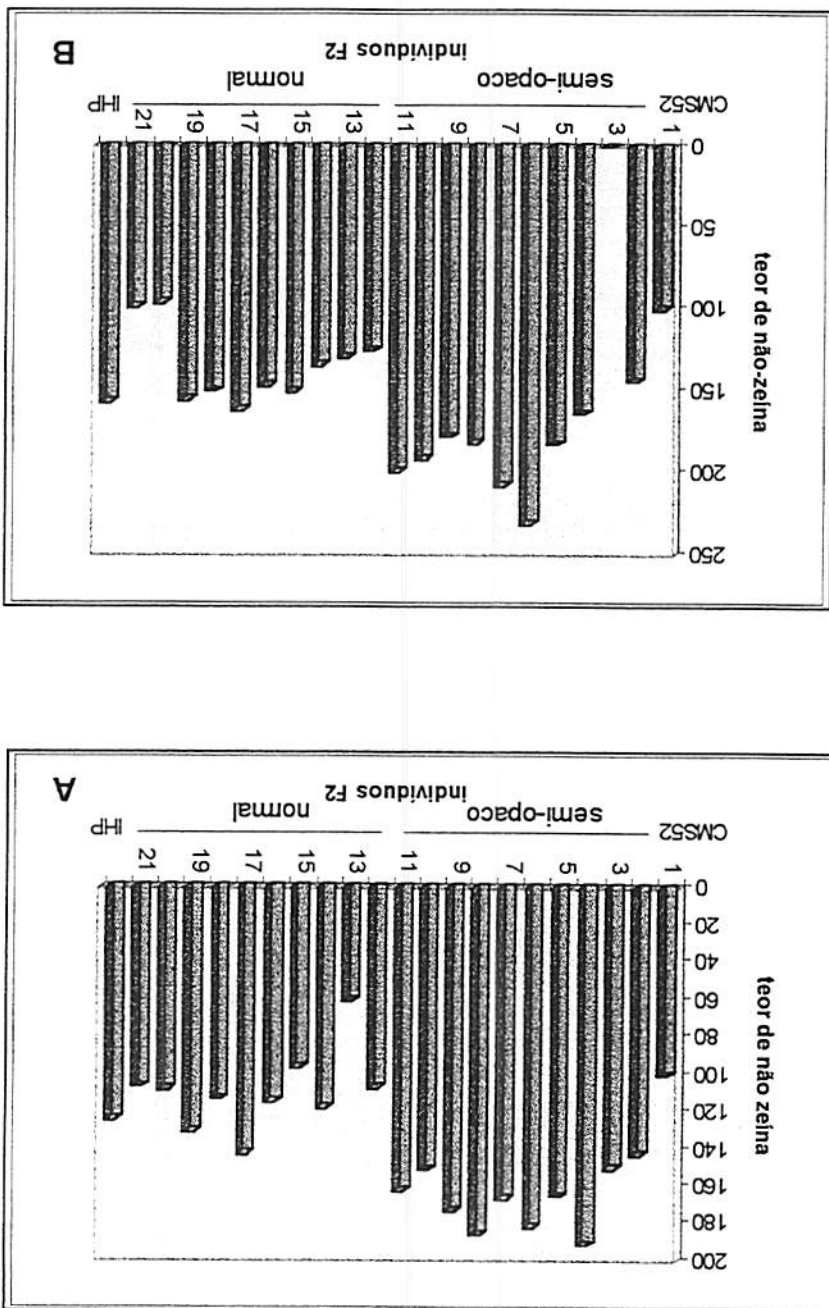 teor de não zeína
200
180
160
140
120
100
80
60
40
20
0
1 3 5 7 9 11 13 15 17 19 21
CMS52 semi-opaco normal IHP
indivíduos F2
A
teor de não-zeína
250
200
150
100
50
0
1 3 5 7 9 11 13 15 17 19 21
CMS52 semi-opaco normal IHP
indivíduos F2
B